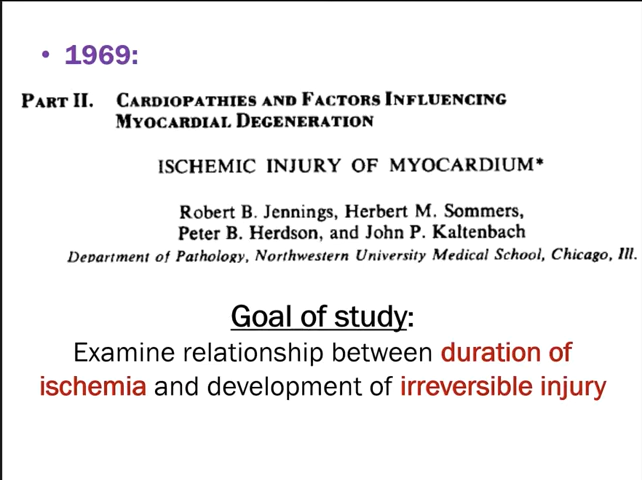 • 1969:
PART II. CARDIOPATHIES AND FACTORS INFLUENCING
MYOCARDIAL DEGENERATION
ISCHEMIC INJURY OF MYOCARDIUM*
Robert B. Jennings, Herbert M. Sommers,
Peter B. Herdson, and John P. Kaltenbach
Department of Pathology, Northwestern University Medical School, Chicago, Ill.
Goal of study:
Examine relationship between duration of
ischemia and development of irreversible injury